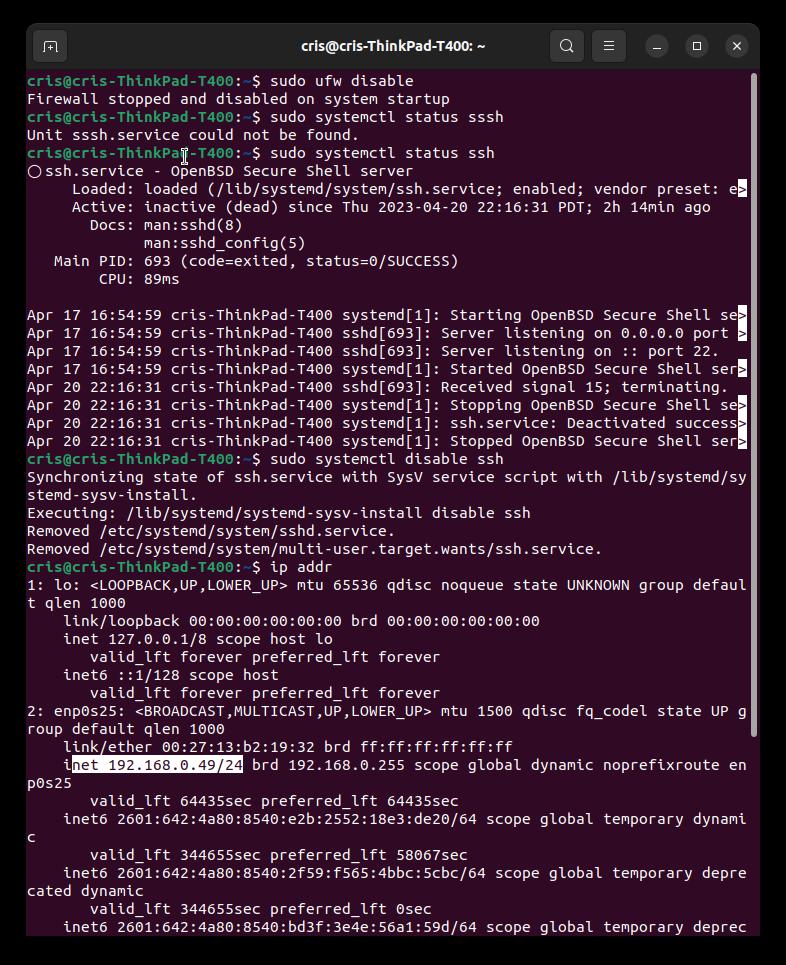 cris@cris-ThinkPad-T400: ~
cris@cris-ThinkPad-T400:~$ sudo ufw disable
Firewall stopped and disabled on system startup
cris@cris-ThinkPad-T400:~$ sudo systemctl status sssh
Unit sssh.service could not be found.
cris@cris-ThinkPad-T400:~$ sudo systemctl status ssh
○ ssh.service - OpenBSD Secure Shell server
     Loaded: loaded (/lib/systemd/system/ssh.service; enabled; vendor preset: e>
     Active: inactive (dead) since Thu 2023-04-20 22:16:31 PDT; 2h 14min ago
       Docs: man:sshd(8)
             man:sshd_config(5)
   Main PID: 693 (code=exited, status=0/SUCCESS)
        CPU: 89ms
Apr 17 16:54:59 cris-ThinkPad-T400 systemd[1]: Starting OpenBSD Secure Shell se>
Apr 17 16:54:59 cris-ThinkPad-T400 sshd[693]: Server listening on 0.0.0.0 port >
Apr 17 16:54:59 cris-ThinkPad-T400 sshd[693]: Server listening on :: port 22.
Apr 17 16:54:59 cris-ThinkPad-T400 systemd[1]: Started OpenBSD Secure Shell ser>
Apr 20 22:16:31 cris-ThinkPad-T400 sshd[693]: Received signal 15; terminating.
Apr 20 22:16:31 cris-ThinkPad-T400 systemd[1]: Stopping OpenBSD Secure Shell se>
Apr 20 22:16:31 cris-ThinkPad-T400 systemd[1]: ssh.service: Deactivated success>
Apr 20 22:16:31 cris-ThinkPad-T400 systemd[1]: Stopped OpenBSD Secure Shell ser>
cris@cris-ThinkPad-T400:~$ sudo systemctl disable ssh
Synchronizing state of ssh.service with SysV service script with /lib/systemd/sy
stemd-sysv-install.
Executing: /lib/systemd/systemd-sysv-install disable ssh
Removed /etc/systemd/system/sshd.service.
Removed /etc/systemd/system/multi-user.target.wants/ssh.service.
cris@cris-ThinkPad-T400:~$ ip addr
1: lo: <LOOPBACK,UP,LOWER_UP> mtu 65536 qdisc noqueue state UNKNOWN group defaul
t qlen 1000
    link/loopback 00:00:00:00:00:00 brd 00:00:00:00:00:00
    inet 127.0.0.1/8 scope host lo
       valid_lft forever preferred_lft forever
    inet6 ::1/128 scope host
       valid_lft forever preferred_lft forever
2: enp0s25: <BROADCAST,MULTICAST,UP,LOWER_UP> mtu 1500 qdisc fq_codel state UP g
roup default qlen 1000
    link/ether 00:27:13:b2:19:32 brd ff:ff:ff:ff:ff:ff
    inet 192.168.0.49/24 brd 192.168.0.255 scope global dynamic noprefixroute en
p0s25
       valid_lft 64435sec preferred_lft 64435sec
    inet6 2601:642:4a80:8540:e2b:2552:18e3:de20/64 scope global temporary dynami
c
       valid_lft 344655sec preferred_lft 58067sec
    inet6 2601:642:4a80:8540:2f59:f565:4bbc:5cbc/64 scope global temporary depre
cated dynamic
       valid_lft 344655sec preferred_lft 0sec
    inet6 2601:642:4a80:8540:bd3f:3e4e:56a1:59d/64 scope global temporary deprec